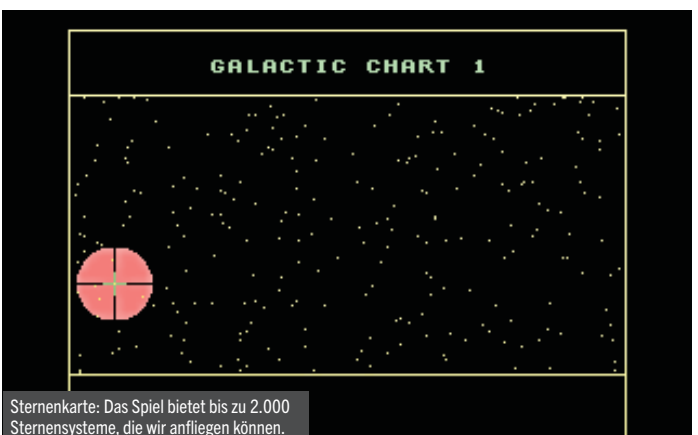 GALACTIC CHART 1
Sternenkarte: Das Spiel bietet bis zu 2.000
Sternensysteme, die wir anfliegen können.